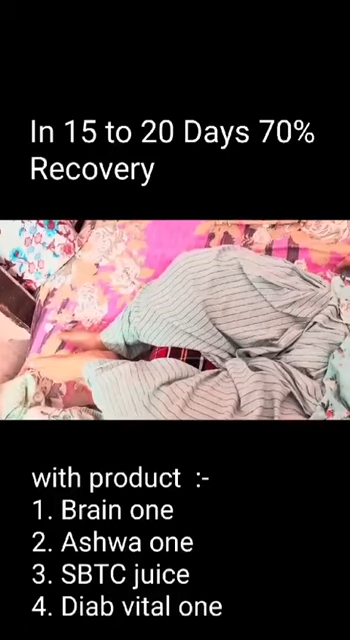 In 15 to 20 Days 70%
Recovery
with product :-
1. Brain one
2. Ashwa one
3. SBTC juice
4. Diab vital one